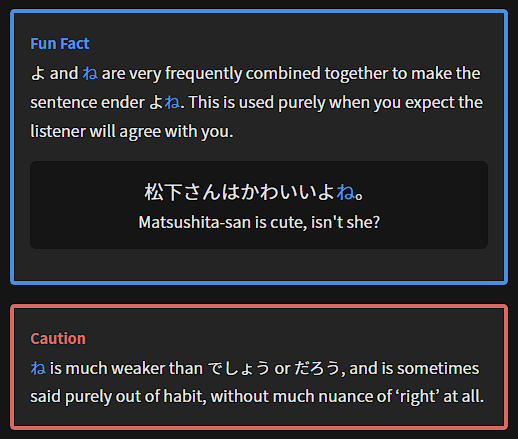 Fun Fact
よ and ね are very frequently combined together to make the
sentence ender よね. This is used purely when you expect the
listener will agree with you.
松下さんはかわいいよね。
Matsushita-san is cute, isn't she?
Caution
ね is much weaker than でしょう or だろう, and is sometimes
said purely out of habit, without much nuance of ‘right’ at all.